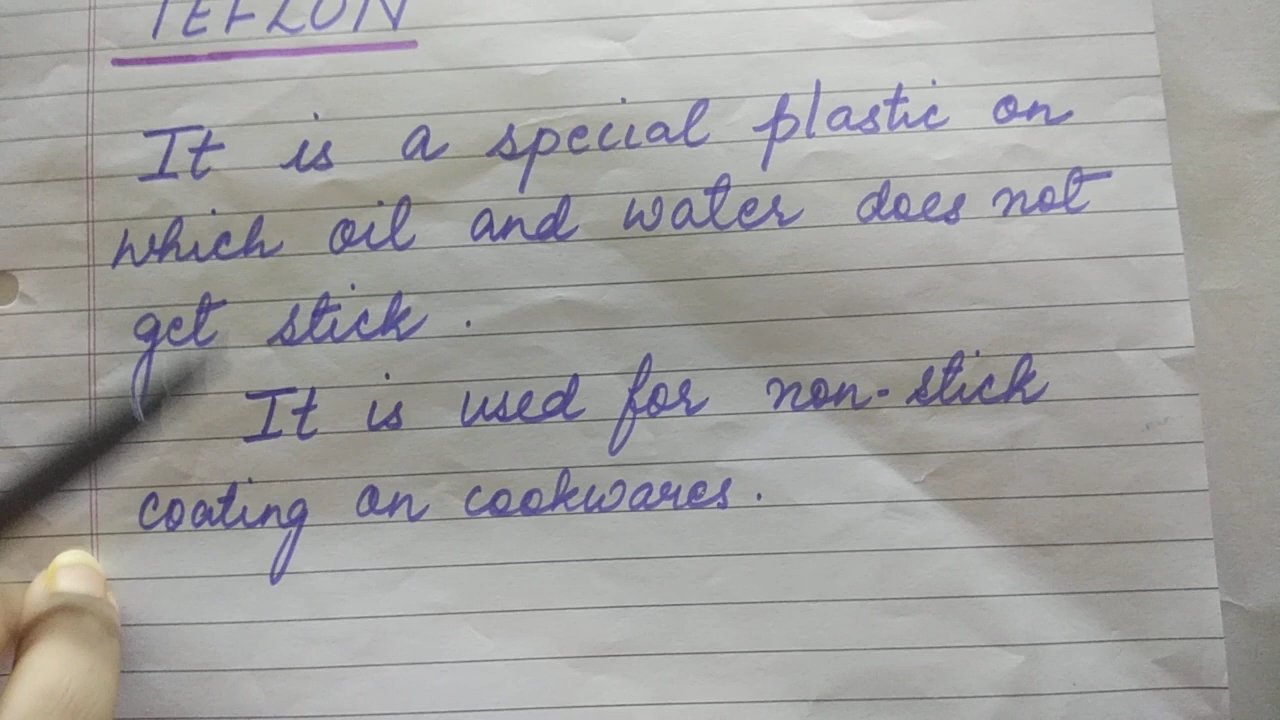 TEFLON
It is a special plastic on
which oil and water does not
get stick.
It is used for non-stick
coating on cookwares.